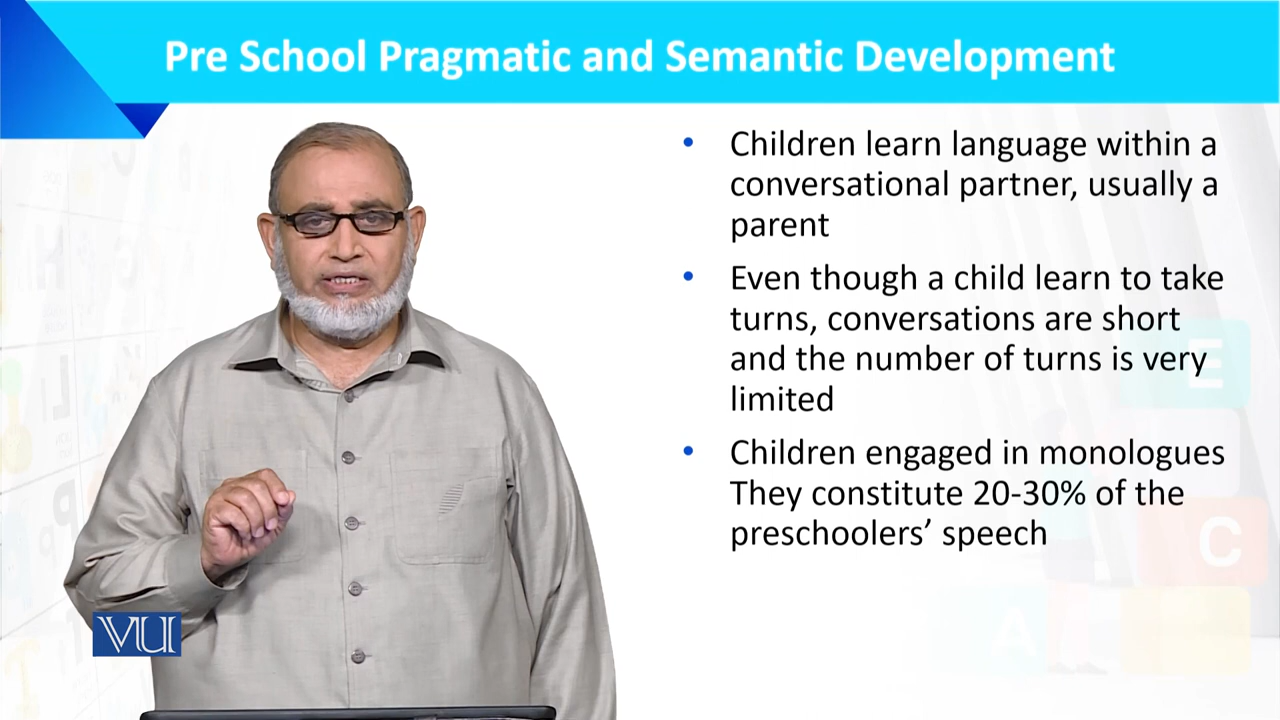 Pre School Pragmatic and Semantic Development
• Children learn language within a
conversational partner, usually a
parent
• Even though a child learn to take
turns, conversations are short
and the number of turns is very
limited
• Children engaged in monologues
They constitute 20-30% of the
preschoolers’ speech
VU
E
C
A